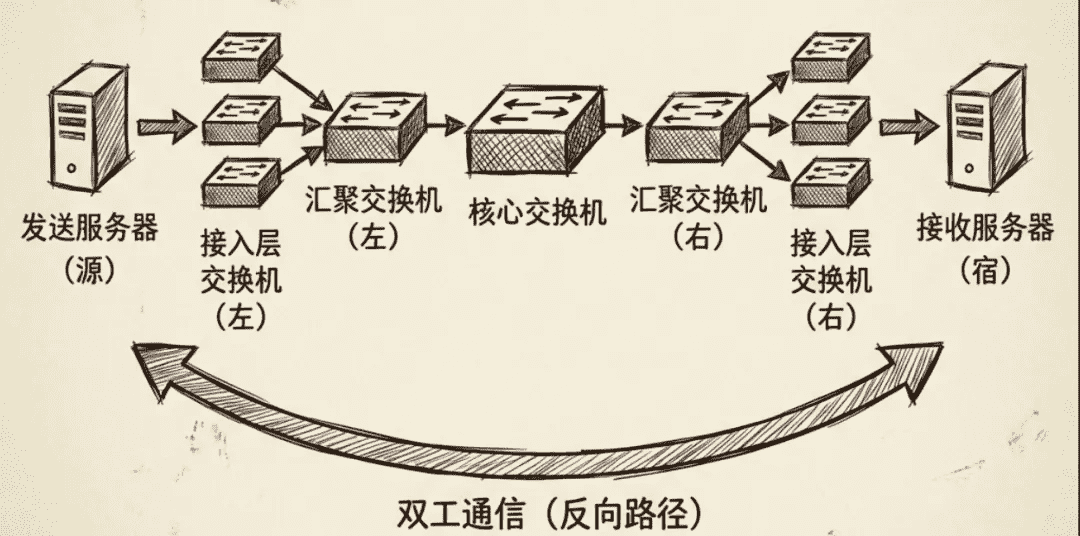 发送服务器
（源）
接入层
交换机
（左）
汇聚交换机
（左）
核心交换机
汇聚交换机
（右）
接入层
交换机
（右）
接收服务器
（宿）
双工通信（反向路径）